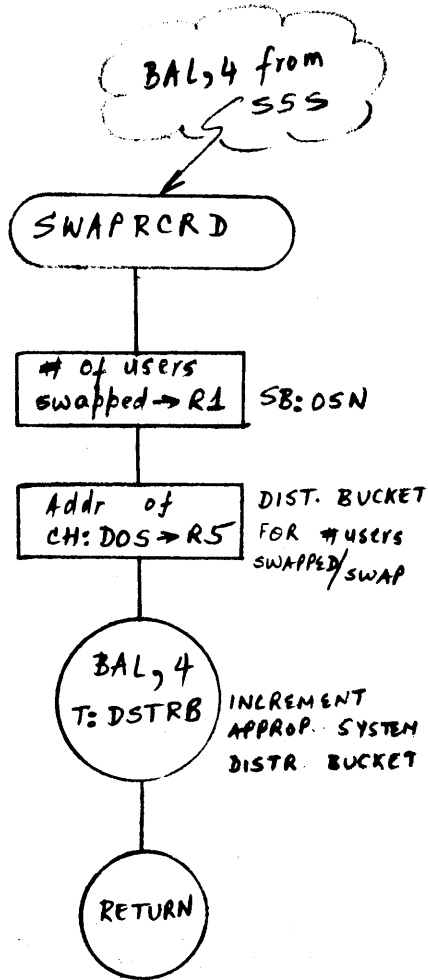 BAL, 4 from
SSS
SWAPRCRD
# of users
swapped → R1
SB: OSN
Addr of
CH: DOS → R5
DIST. BUCKET
FOR # users
SWAPPED/SWAP
BAL, 4
T: DSTRB
INCREMENT
APPROP. SYSTEM
DISTR. BUCKET
RETURN